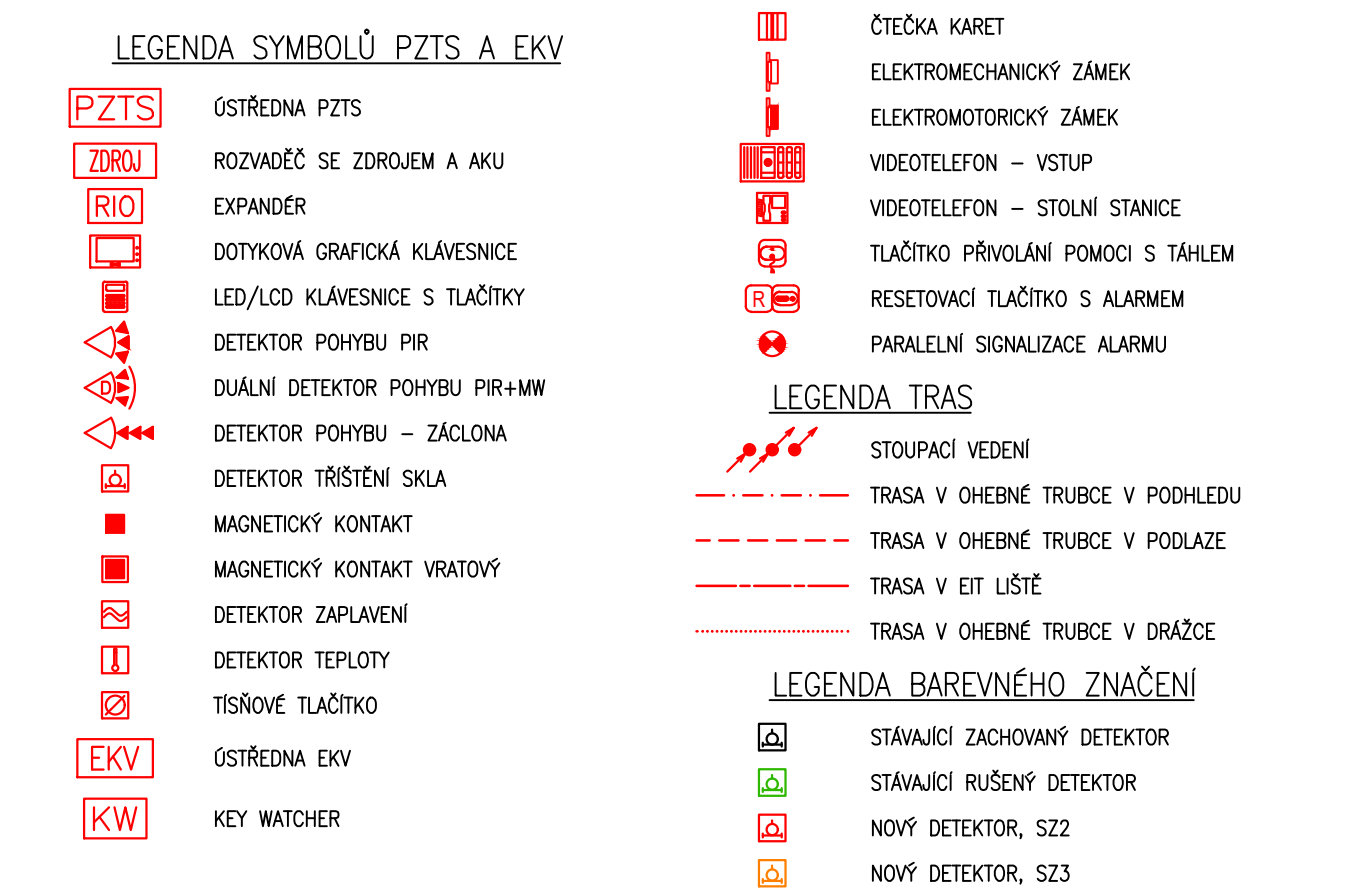 LEGENDA SYMBOLŮ PZTS A EKV
PZTS ÚSTŘEDNA PZTS
ZDROJ ROZVADĚČ SE ZDROJEM A AKU
RIO EXPANDÉR
DOTYKOVÁ GRAFICKÁ KLÁVESNICE
LED/LCD KLÁVESNICE S TLAČÍTKY
DETEKTOR POHYBU PIR
D DUÁLNÍ DETEKTOR POHYBU PIR+MW
DETEKTOR POHYBU – ZÁCLONA
DETEKTOR TŘÍŠTĚNÍ SKLA
MAGNETICKÝ KONTAKT
MAGNETICKÝ KONTAKT VRATOVÝ
DETEKTOR ZAPLAVENÍ
DETEKTOR TEPLOTY
TÍSŇOVÉ TLAČÍTKO
EKV ÚSTŘEDNA EKV
KW KEY WATCHER
ČTEČKA KARET
ELEKTROMECHANICKÝ ZÁMEK
ELEKTROMOTORICKÝ ZÁMEK
VIDEOTELEFON – VSTUP
VIDEOTELEFON – STOLNÍ STANICE
TLAČÍTKO PŘIVOLÁNÍ POMOCI S TÁHLEM
R RESETOVACÍ TLAČÍTKO S ALARMEM
PARALELNÍ SIGNALIZACE ALARMU
LEGENDA TRAS
STOUPACÍ VEDENÍ
TRASA V OHEBNÉ TRUBCE V PODHLEDU
TRASA V OHEBNÉ TRUBCE V PODLAZE
TRASA V EIT LIŠTĚ
TRASA V OHEBNÉ TRUBCE V DRÁŽCE
LEGENDA BAREVNÉHO ZNAČENÍ
STÁVAJÍCÍ ZACHOVANÝ DETEKTOR
STÁVAJÍCÍ RUŠENÝ DETEKTOR
NOVÝ DETEKTOR, SZ2
NOVÝ DETEKTOR, SZ3